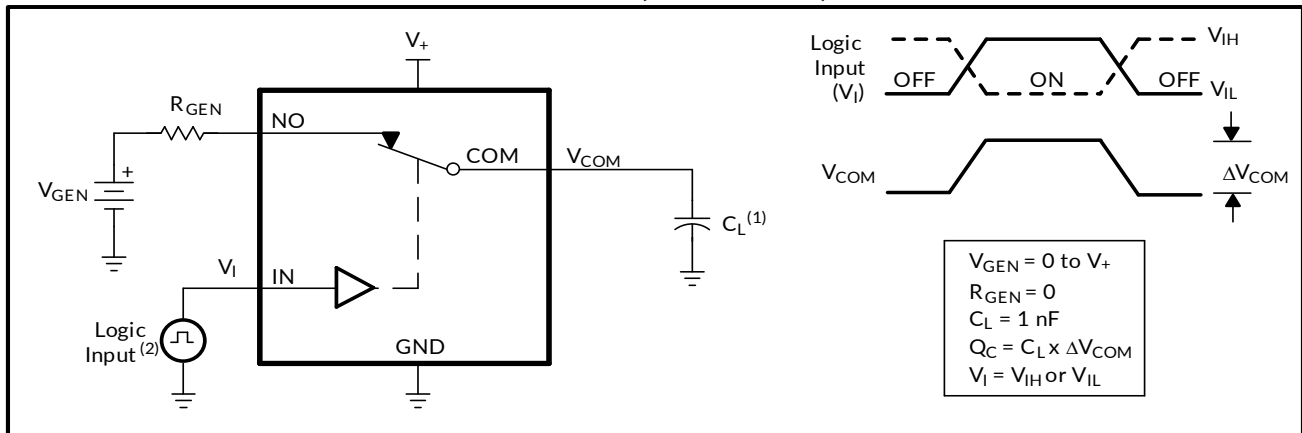 V+
RGEN
NO
COM
VCOM
VGEN
+
CL(1)
VI
IN
Logic
Input(2)
GND
Logic
Input
(VI)
OFF
ON
OFF
VIH
VIL
VCOM
ΔVCOM
VGEN = 0 to V+
RGEN = 0
CL = 1 nF
QC = CL x ΔVCOM
VI = VIH or VIL